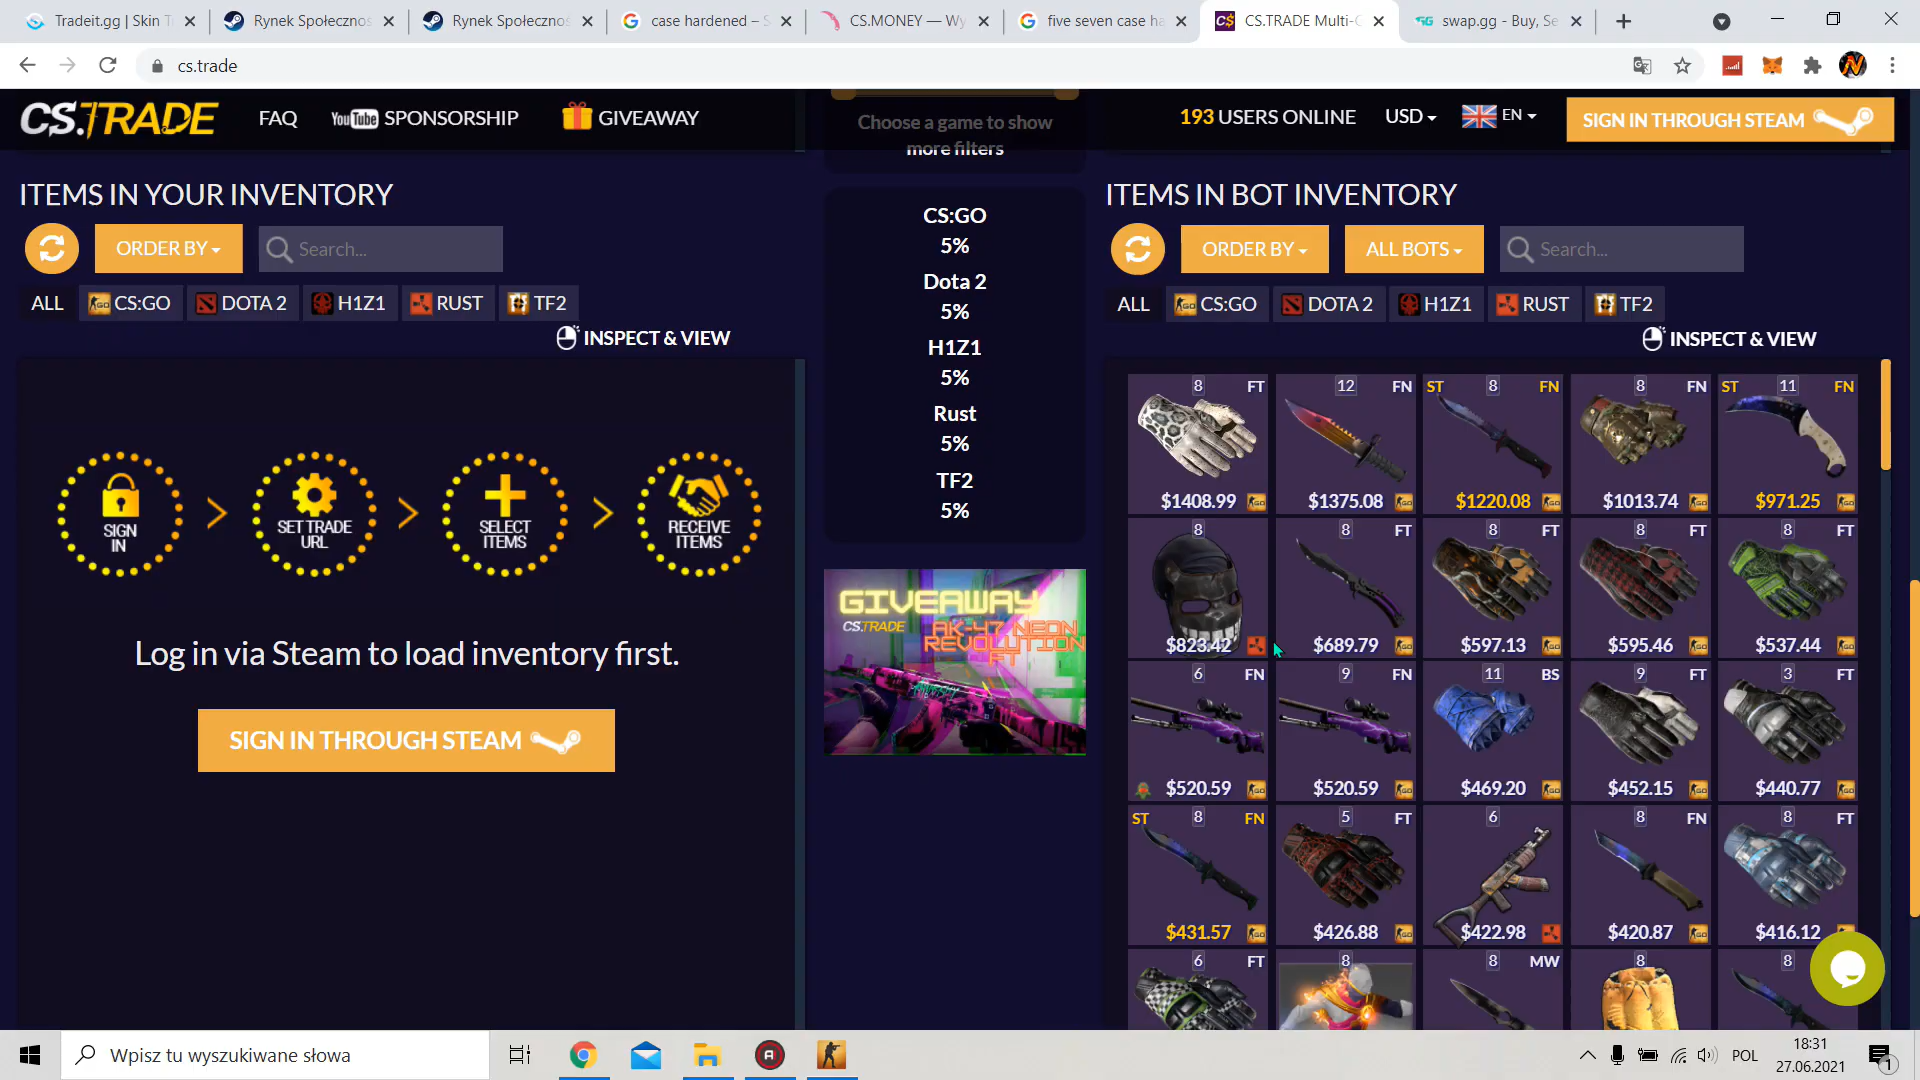 Tradeit.gg | Skin T
Rynek Społecznoś
Rynek Społecznoś
case hardened – S
CS.MONEY — Wy
five seven case ha
CS.TRADE Multi-G
swap.gg - Buy, Se
cs.trade
CS.TRADE
FAQ
YouTube SPONSORSHIP
GIVEAWAY
193 USERS ONLINE
USD
EN
SIGN IN THROUGH STEAM
Choose a game to show
more filters
ITEMS IN YOUR INVENTORY
ORDER BY
Search...
ALL
CS:GO
DOTA 2
H1Z1
RUST
TF2
INSPECT & VIEW
SIGN
IN
SET TRADE
URL
SELECT
ITEMS
RECEIVE
ITEMS
Log in via Steam to load inventory first.
SIGN IN THROUGH STEAM
CS:GO
5%
Dota 2
5%
H1Z1
5%
Rust
5%
TF2
5%
GIVEAWAY
CS.TRADE
AK-47 NEON
REVOLUTION
FT
ITEMS IN BOT INVENTORY
ORDER BY
ALL BOTS
Search...
ALL
CS:GO
DOTA 2
H1Z1
RUST
TF2
INSPECT & VIEW
8 FT
12 FN
ST 8 FN
8 FN
ST 11 FN
$1408.99
$1375.08
$1220.08
$1013.74
$971.25
8
8 FT
8 FT
8 FT
8 FT
$823.42
$689.79
$597.13
$595.46
$537.44
6 FN
9 FN
11 BS
9 FT
3 FT
$520.59
$520.59
$469.20
$452.15
$440.77
ST 8 FN
5 FT
6
8 FN
8 FT
$431.57
$426.88
$422.98
$420.87
$416.12
6 FT
8
8 MW
8
8
Wpisz tu wyszukiwane słowa
POL
18:31
27.06.2021
1